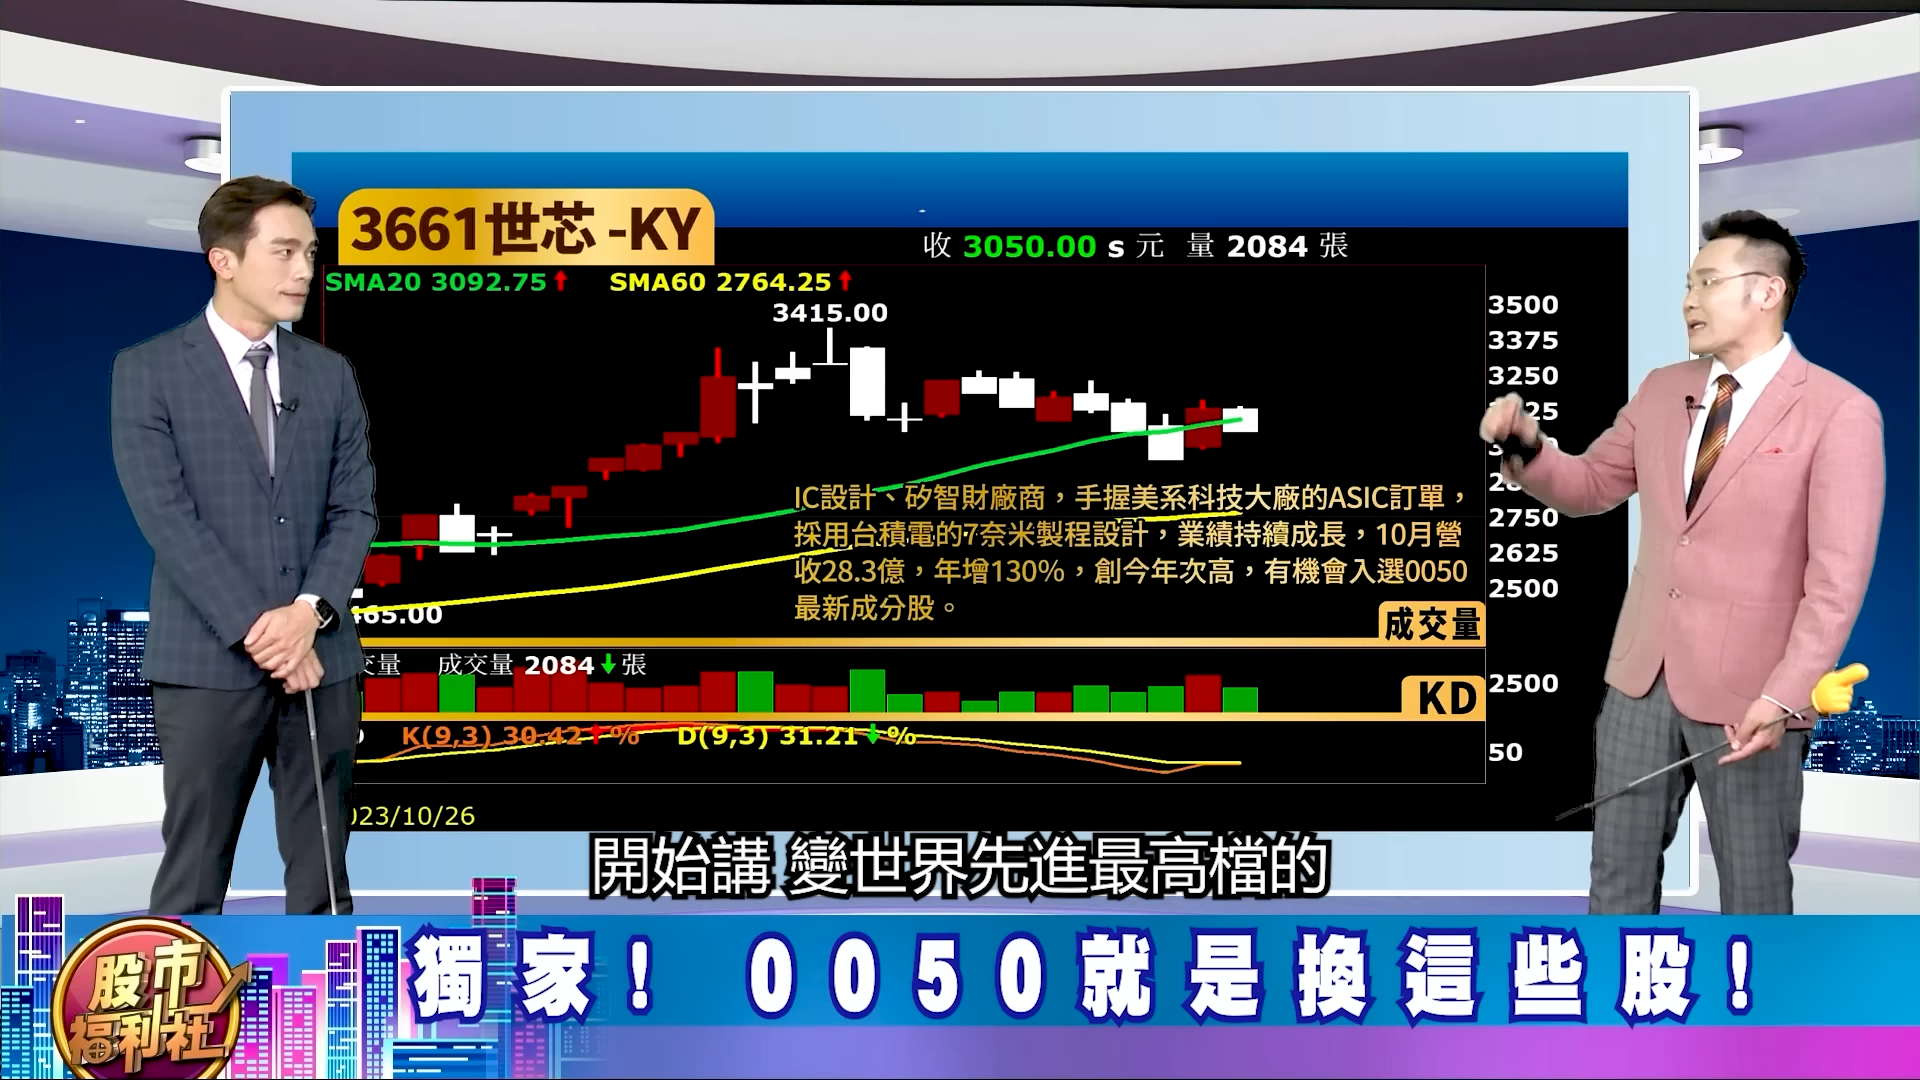 3661世芯-KY
收 3050.00 s 元 量 2084 張
SMA20 3092.75↑ SMA60 2764.25↑
3415.00
3500
3375
3250
2750
2625
2500
IC設計、矽智財廠商，手握美系科技大廠的ASIC訂單，
採用台積電的7奈米製程設計，業績持續成長，10月營
收28.3億，年增130%，創今年次高，有機會入選0050
最新成分股。
465.00
成交量
交量 成交量 2084↓張
2500
KD
K(9,3) 30.42↑% D(9,3) 31.21↓%
50
023/10/26
開始講 變世界先進最高檔的
獨家! 0050就是換這些股!
股市
福利社